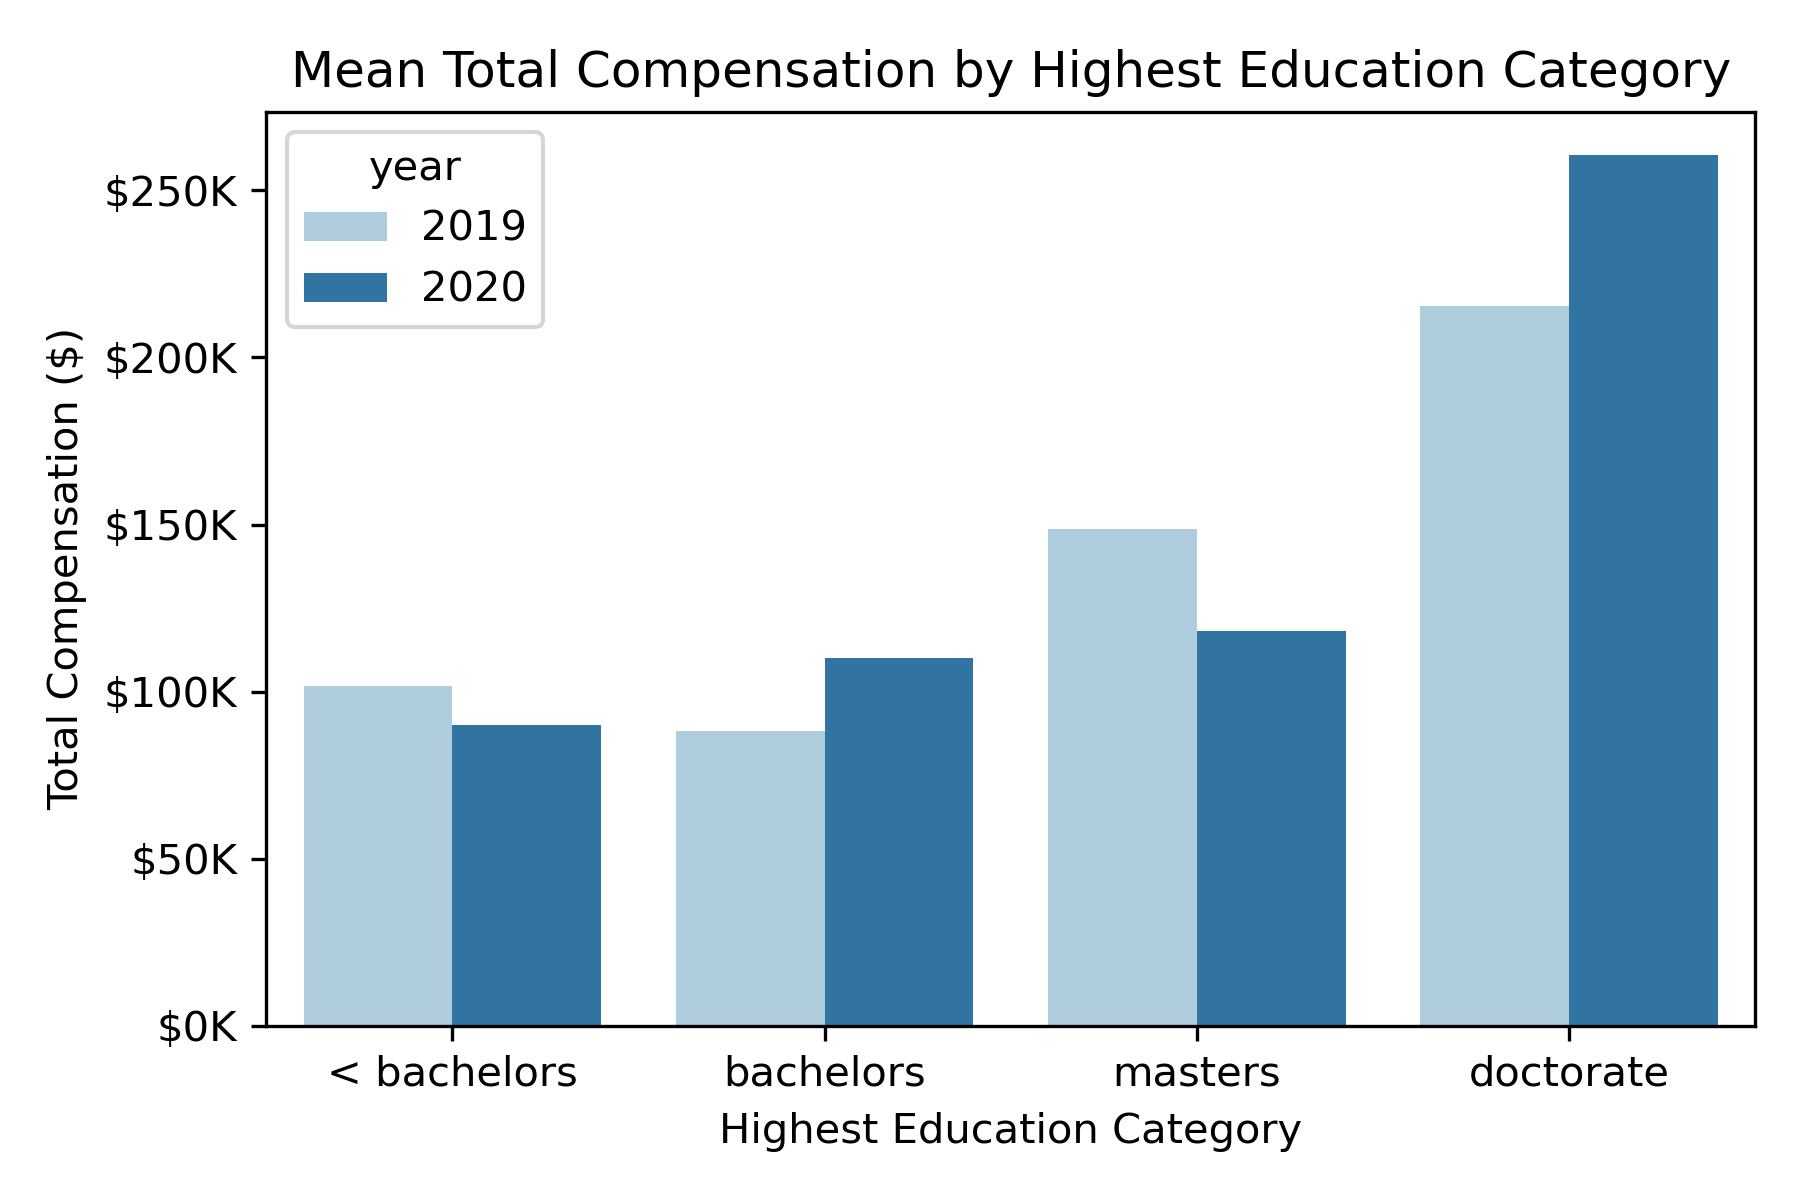 Mean Total Compensation by Highest Education Category
year
2019
2020
$250K
$200K
$150K
$100K
$50K
$0K
Total Compensation ($)
< bachelors
bachelors
masters
doctorate
Highest Education Category